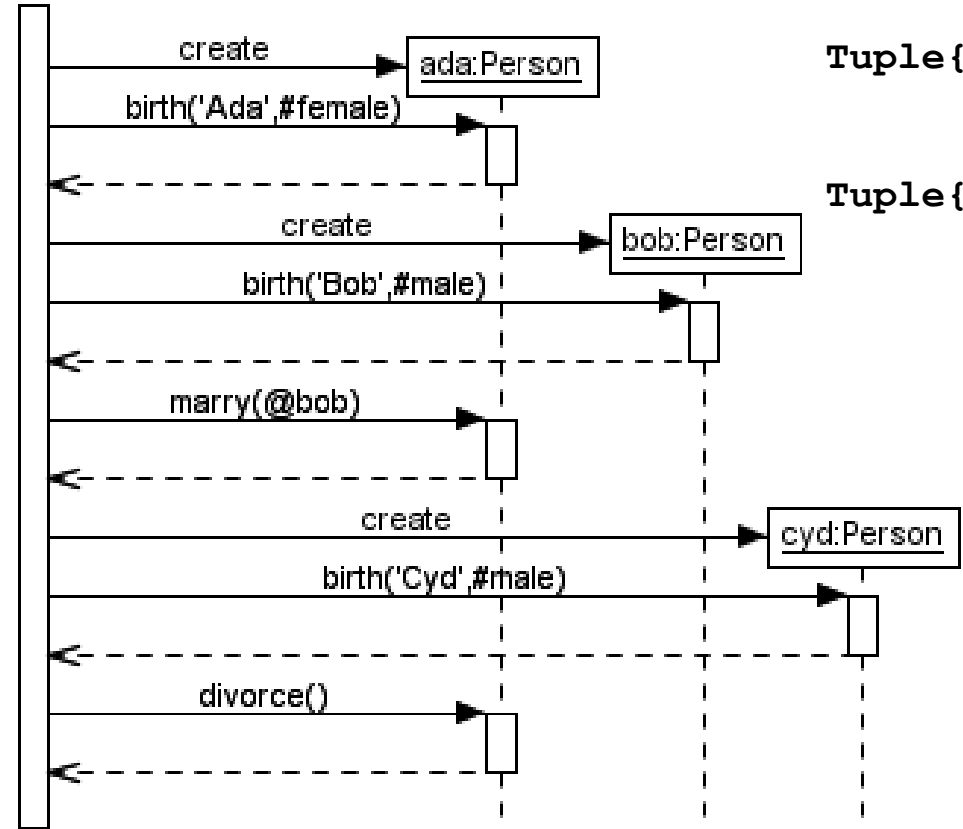 create
ada:Person
Tuple{
birth('Ada',#female)
Tuple{
create
bob:Person
birth('Bob',#male)
marry(@bob)
create
cyd:Person
birth('Cyd',#male)
divorce()